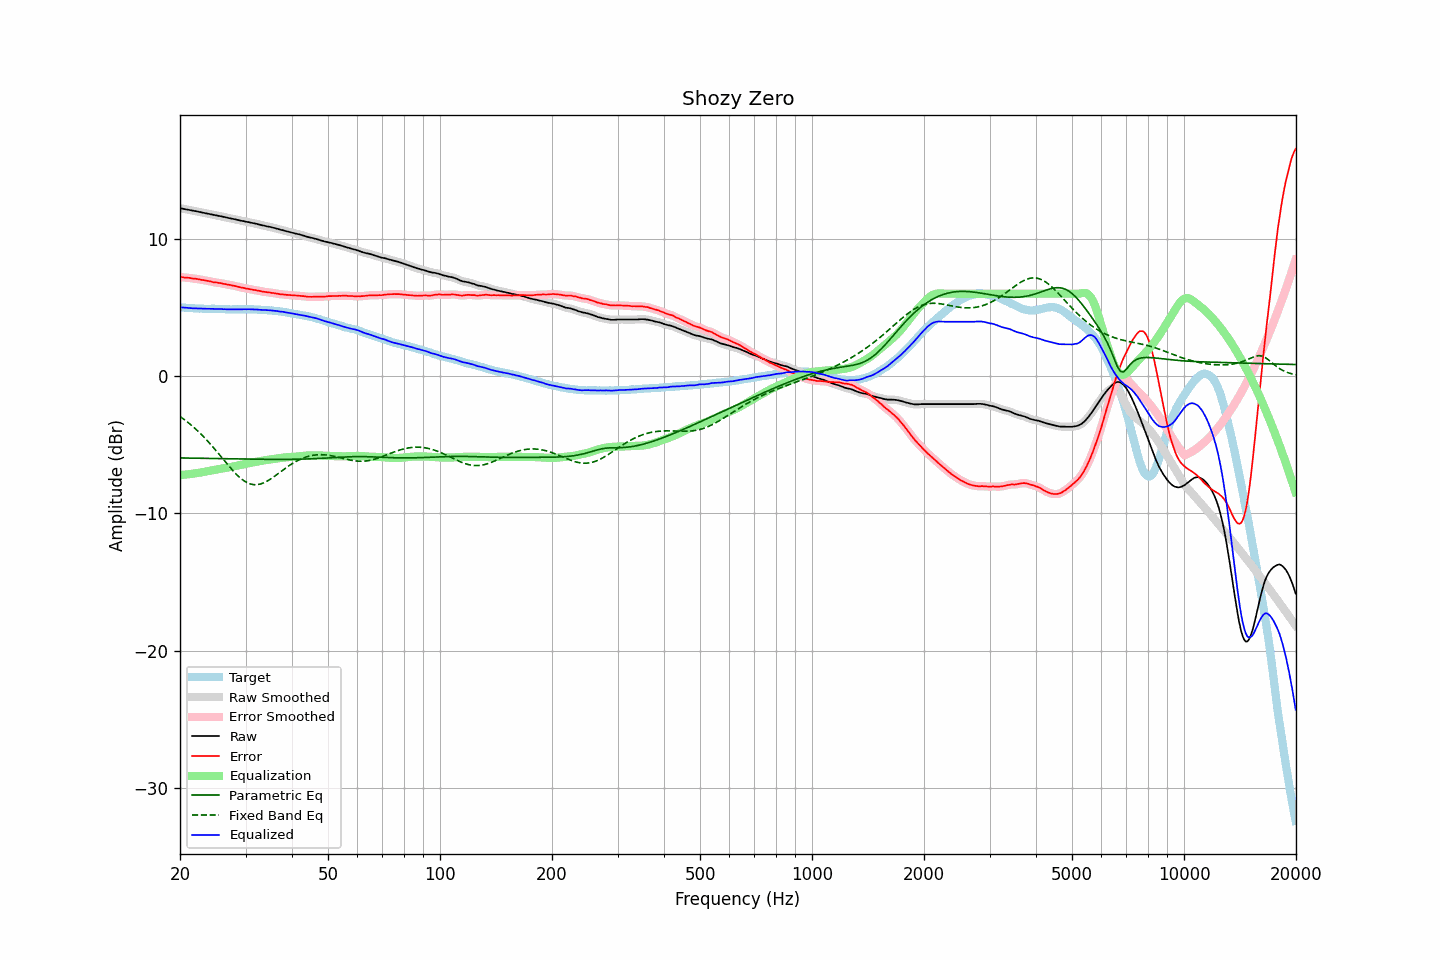 Shozy Zero
Amplitude (dBr)
10
0
−10
−20
−30
Target
Raw Smoothed
Error Smoothed
Raw
Error
Equalization
Parametric Eq
Fixed Band Eq
Equalized
20 50 100 200 500 1000 2000 5000 10000 20000
Frequency (Hz)